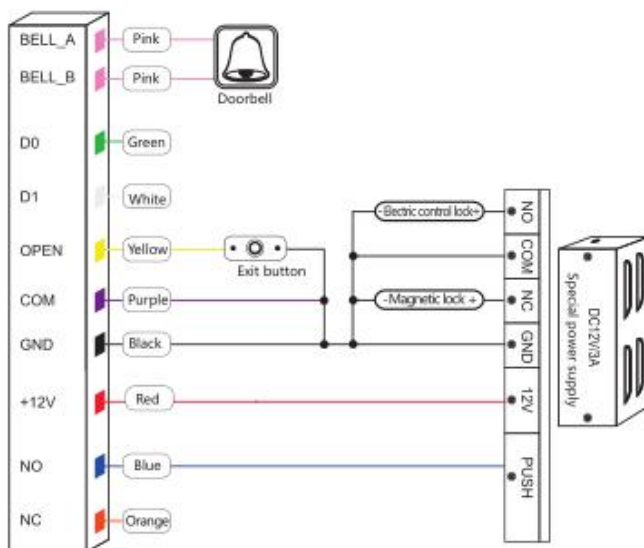 BELL_A Pink
BELL_B Pink
Doorbell
D0 Green
D1 White
OPEN Yellow
Exit button
COM Purple
GND Black
+12V Red
NO Blue
NC Orange
-Electric control lock+ NO
COM
-Magnetic lock + NC
GND
12V
PUSH
DC12V/3A
Special power supply